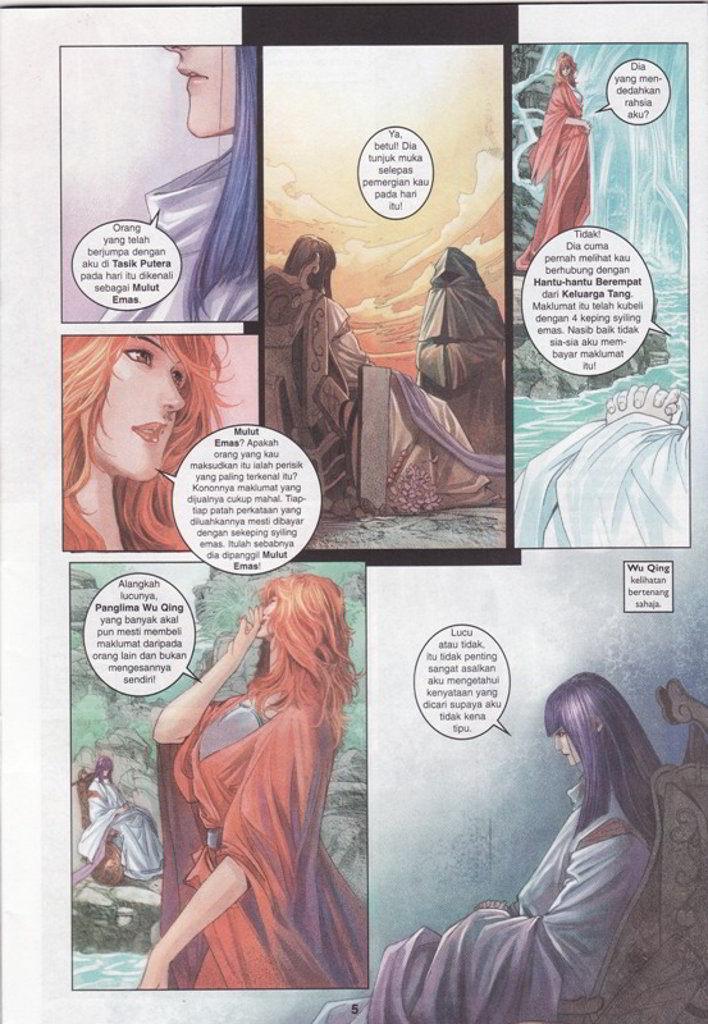 Orang
yang telah
berjumpa dengan
aku di Tasik Putera
pada hari itu dikenali
sebagai Mulut
Emas.
Ya,
betul! Dia
tunjuk muka
selepas
pemergian kau
pada hari
itu!
Dia
yang men-
dedahkan
rahsia
aku?
Tidak!
Dia cuma
pernah melihat kau
berhubung dengan
Hantu-hantu Berempat
dari Keluarga Tang.
Maklumat itu telah kubeli
dengan 4 keping syiling
emas. Nasib baik tidak
sia-sia aku mem-
bayar maklumat
itu!
Mulut
Emas? Apakah
orang yang kau
maksudkan itu ialah perisik
yang paling terkenal itu?
Kononnya maklumat yang
dijualnya cukup mahal. Tiap-
tiap patah perkataan yang
diluahkannya mesti dibayar
dengan sekeping syiling
emas. Itulah sebabnya
dia dipanggil Mulut
Emas!
Alangkah
lucunya,
Panglima Wu Qing
yang banyak akal
pun mesti membeli
maklumat daripada
orang lain dan bukan
mengesannya
sendiri!
Wu Qing
kelihatan
bertenang
sahaja.
Lucu
atau tidak,
itu tidak penting
sangat asalkan
aku mengetahui
kenyataan yang
dicari supaya aku
tidak kena
tipu.
5